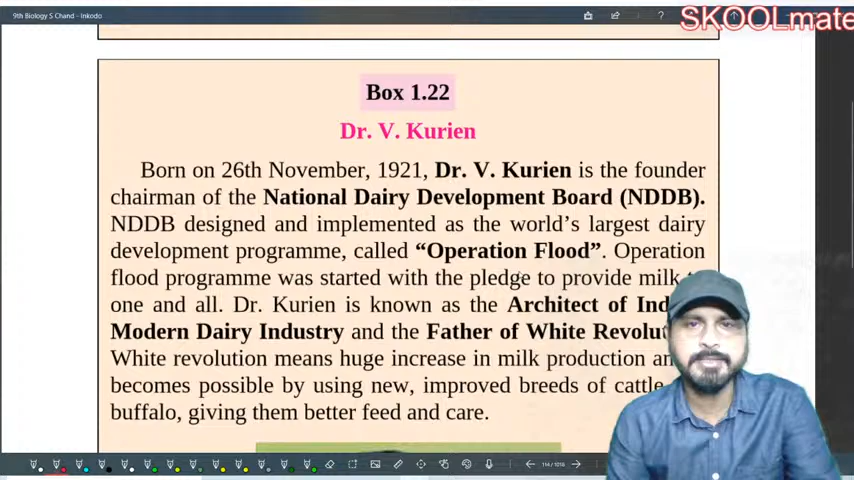 9th Biology S Chand - Inkodo
SKOOLmate
Box 1.22
Dr. V. Kurien
Born on 26th November, 1921, Dr. V. Kurien is the founder
chairman of the National Dairy Development Board (NDDB).
NDDB designed and implemented as the world's largest dairy
development programme, called “Operation Flood”. Operation
flood programme was started with the pledge to provide milk
one and all. Dr. Kurien is known as the Architect of
Modern Dairy Industry and the Father of White
White revolution means huge increase in milk production
becomes possible by using new, improved breeds of cattle
buffalo, giving them better feed and care.
114 / 1016